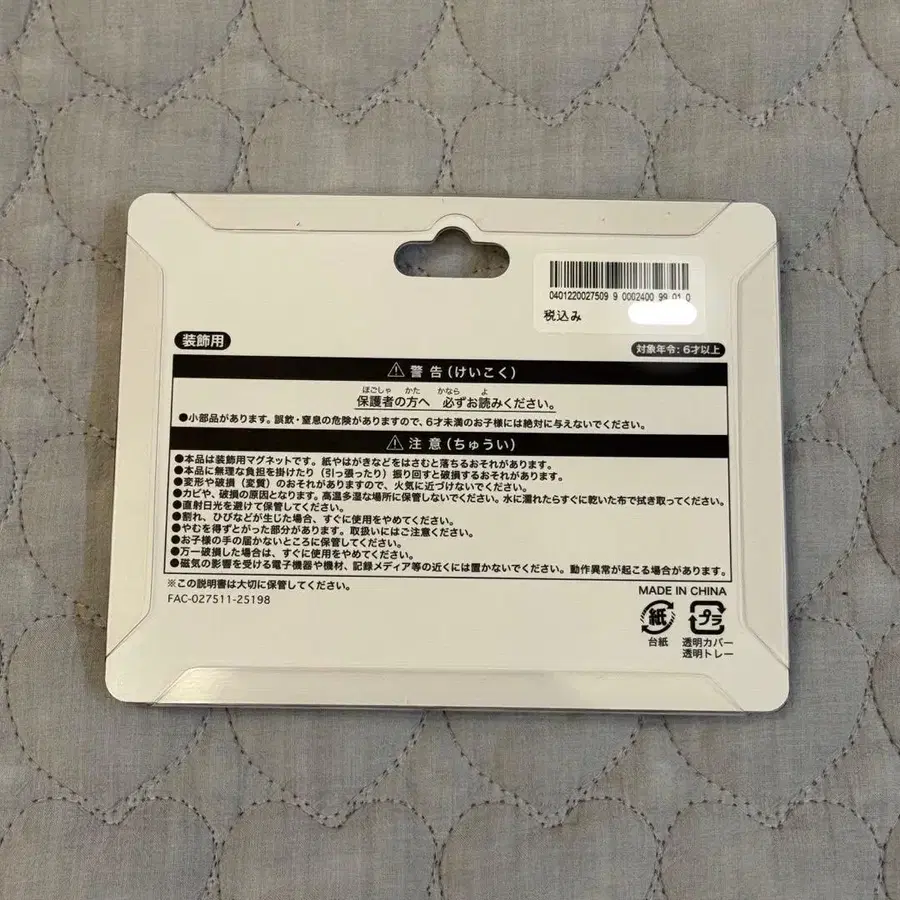 0401220027509 9 0002400 99 01 0
税込み
装飾用
対象年令:6才以上
⚠警告(けいこく)
ほごしゃ かた かなら よ
保護者の方へ 必ずお読みください。
●小部品があります。誤飲・窒息の危険がありますので、6才未満のお子様には絶対に与えないでください。
⚠注意(ちゅうい)
●本品は装飾用マグネットです。紙やはがきなどをはさむと落ちるおそれがあります。
●本品に無理な負担を掛けたり(引っ張ったり)振り回すと破損するおそれがあります。
●変形や破損(変質)のおそれがありますので、火気に近づけないでください。
●カビや、破損の原因となります。高温多湿な場所に保管しないでください。水に濡れたらすぐに乾いた布で拭き取ってください。
●直射日光を避けて保管してください。
●割れ、ひびなどが生じた場合、すぐに使用をやめてください。
●やむを得ずとがった部分があります。取扱いにはご注意ください。
●お子様の手の届かないところに保管してください。
●万一破損した場合は、すぐに使用をやめてください。
●磁気の影響を受ける電子機器や機材、記録メディア等の近くには置かないでください。動作異常が起こる場合があります。
※この説明書は大切に保管してください。
FAC-027511-25198
MADE IN CHINA
紙 プラ
台紙 透明カバー
透明トレー